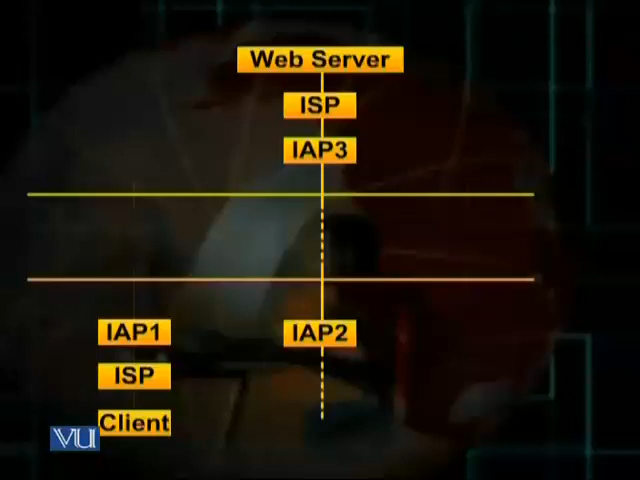 Web Server
ISP
IAP3
IAP1
IAP2
ISP
Client
VU